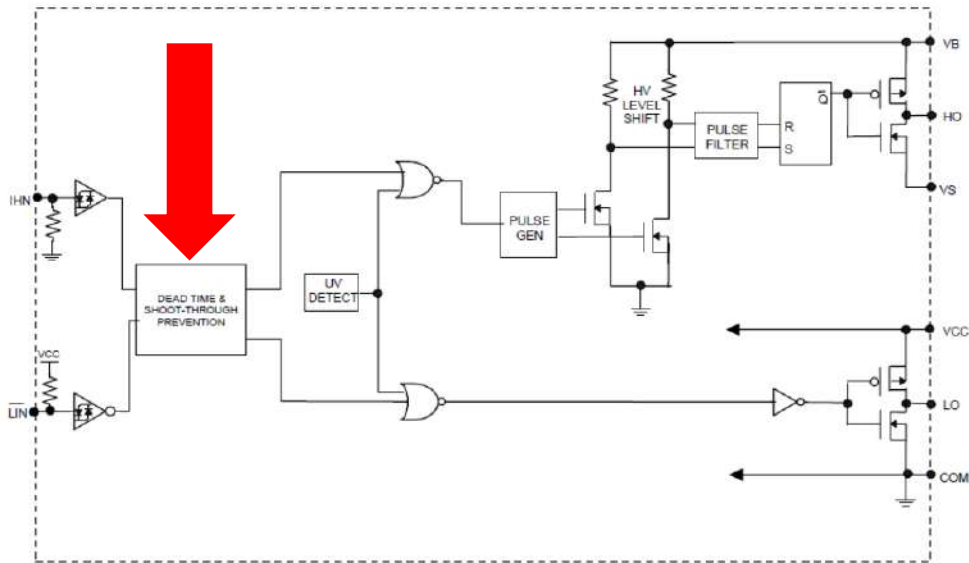 VB
HV
LEVEL
SHIFT
Q
HO
PULSE
FILTER
R
S
IHN
VS
PULSE
GEN
DEAD TIME &
SHOOT-THROUGH
PREVENTION
UV
DETECT
VCC
VCC
LIN
LO
COM